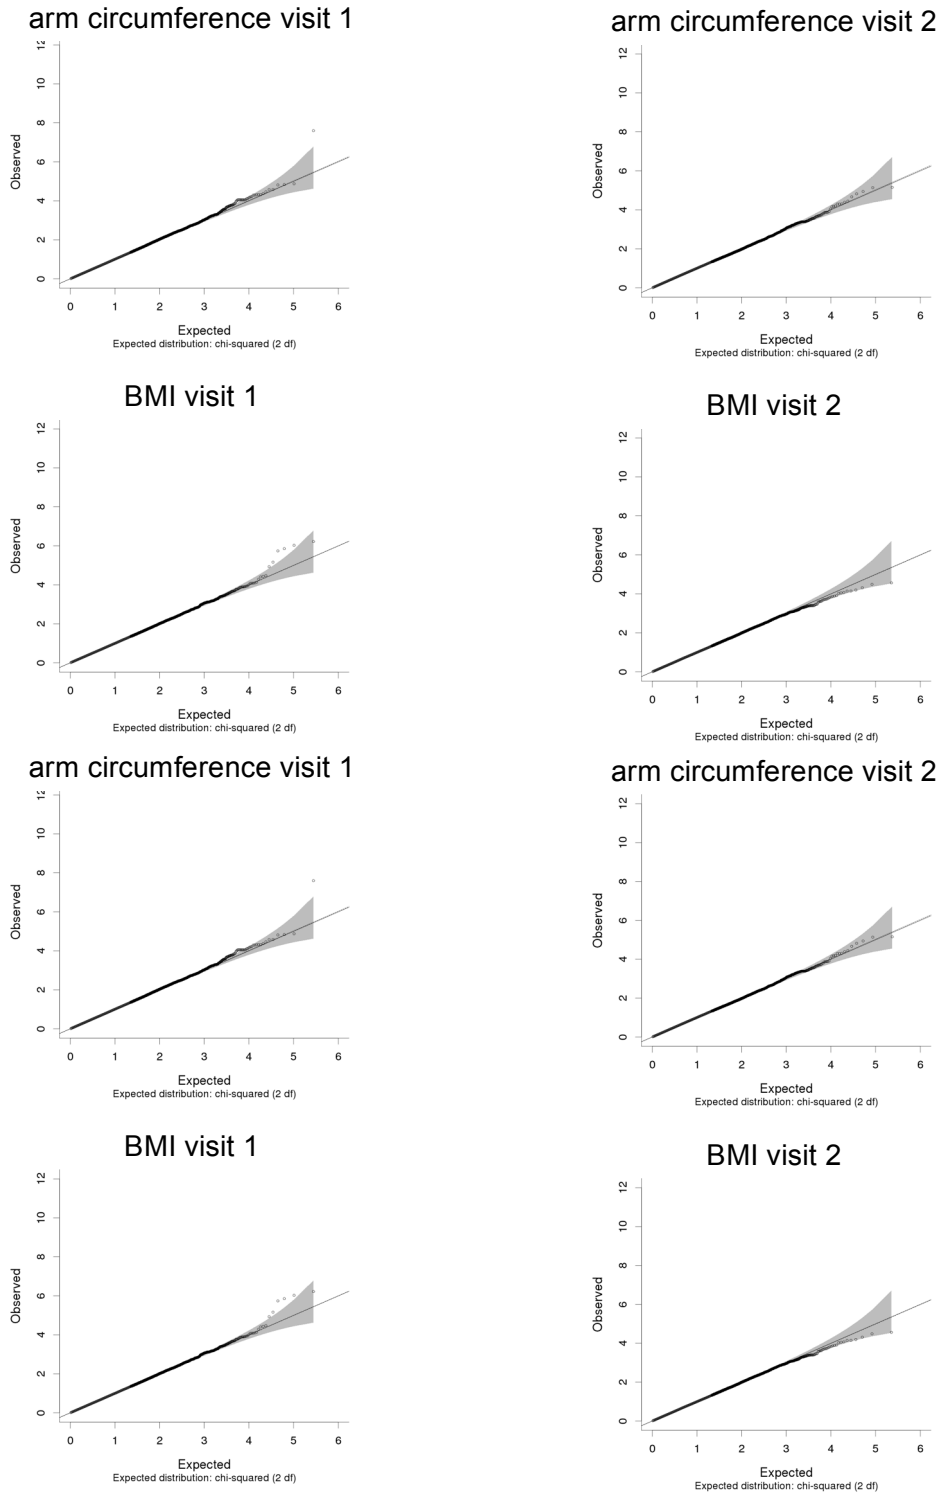 arm circumference visit 1
12
10
8
6
4
2
0
Observed
0 1 2 3 4 5 6
Expected
Expected distribution: chi-squared (2 df)
arm circumference visit 2
12
10
8
6
4
2
0
Observed
0 1 2 3 4 5 6
Expected
Expected distribution: chi-squared (2 df)
BMI visit 1
12
10
8
6
4
2
0
Observed
0 1 2 3 4 5 6
Expected
Expected distribution: chi-squared (2 df)
BMI visit 2
12
10
8
6
4
2
0
Observed
0 1 2 3 4 5 6
Expected
Expected distribution: chi-squared (2 df)
arm circumference visit 1
12
10
8
6
4
2
0
Observed
0 1 2 3 4 5 6
Expected
Expected distribution: chi-squared (2 df)
arm circumference visit 2
12
10
8
6
4
2
0
Observed
0 1 2 3 4 5 6
Expected
Expected distribution: chi-squared (2 df)
BMI visit 1
12
10
8
6
4
2
0
Observed
0 1 2 3 4 5 6
Expected
Expected distribution: chi-squared (2 df)
BMI visit 2
12
10
8
6
4
2
0
Observed
0 1 2 3 4 5 6
Expected
Expected distribution: chi-squared (2 df)